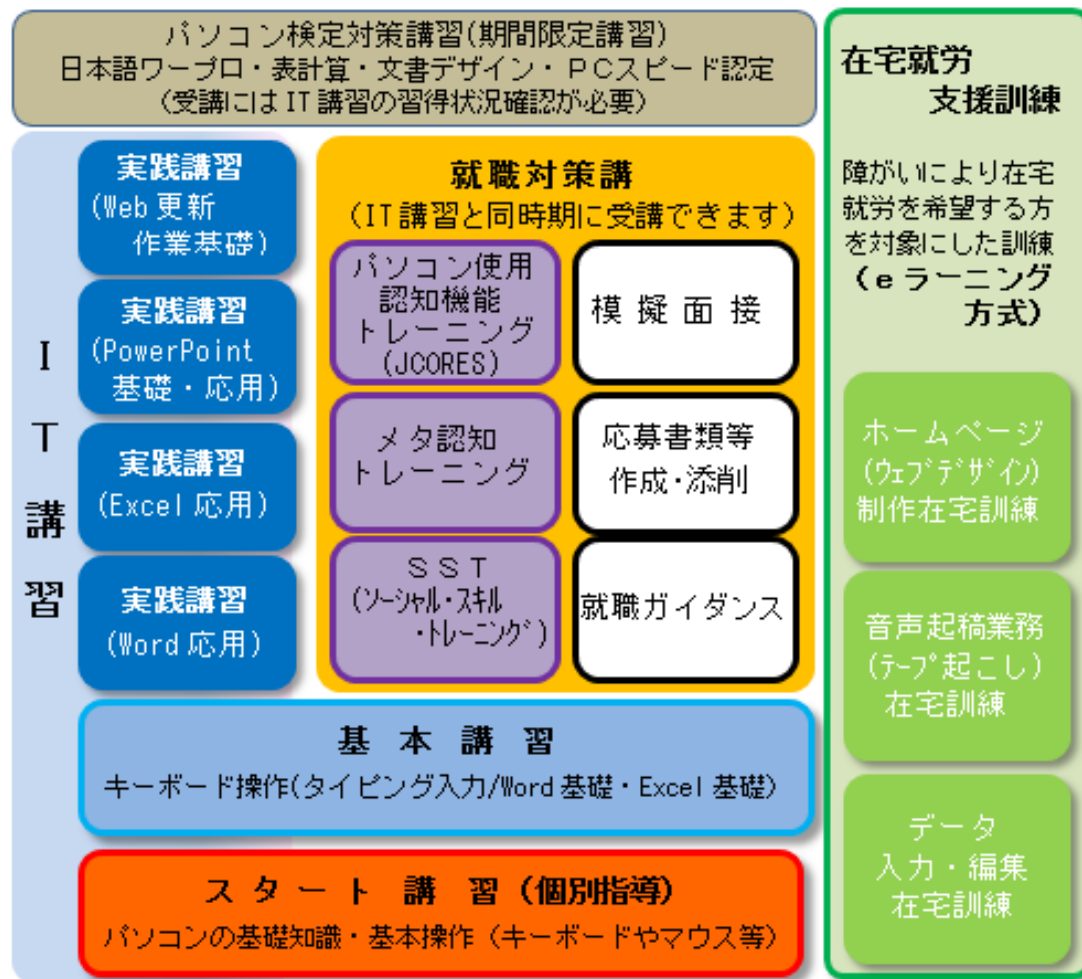 パソコン検定対策講習(期間限定講習)
日本語ワープロ・表計算・文書デザイン・PCスピード認定
(受講にはIT講習の習得状況確認が必要)
IT講習
実践講習
(Web更新
作業基礎)
実践講習
(PowerPoint
基礎・応用)
実践講習
(Excel応用)
実践講習
(Word応用)
就職対策講
(IT講習と同時期に受講できます)
パソコン使用
認知機能
トレーニング
(JCORES)
模擬面接
メタ認知
トレーニング
応募書類等
作成・添削
SST
(ソーシャル・スキル
・トレーニング)
就職ガイダンス
基本講習
キーボード操作(タイピング入力/Word基礎・Excel基礎)
スタート講習(個別指導)
パソコンの基礎知識・基本操作(キーボードやマウス等)
在宅就労
支援訓練
障がいにより在宅
就労を希望する方
を対象にした訓練
(eラーニング
方式)
ホームページ
(ウェブデザイン)
制作在宅訓練
音声起稿業務
(テープ起こし)
在宅訓練
データ
入力・編集
在宅訓練